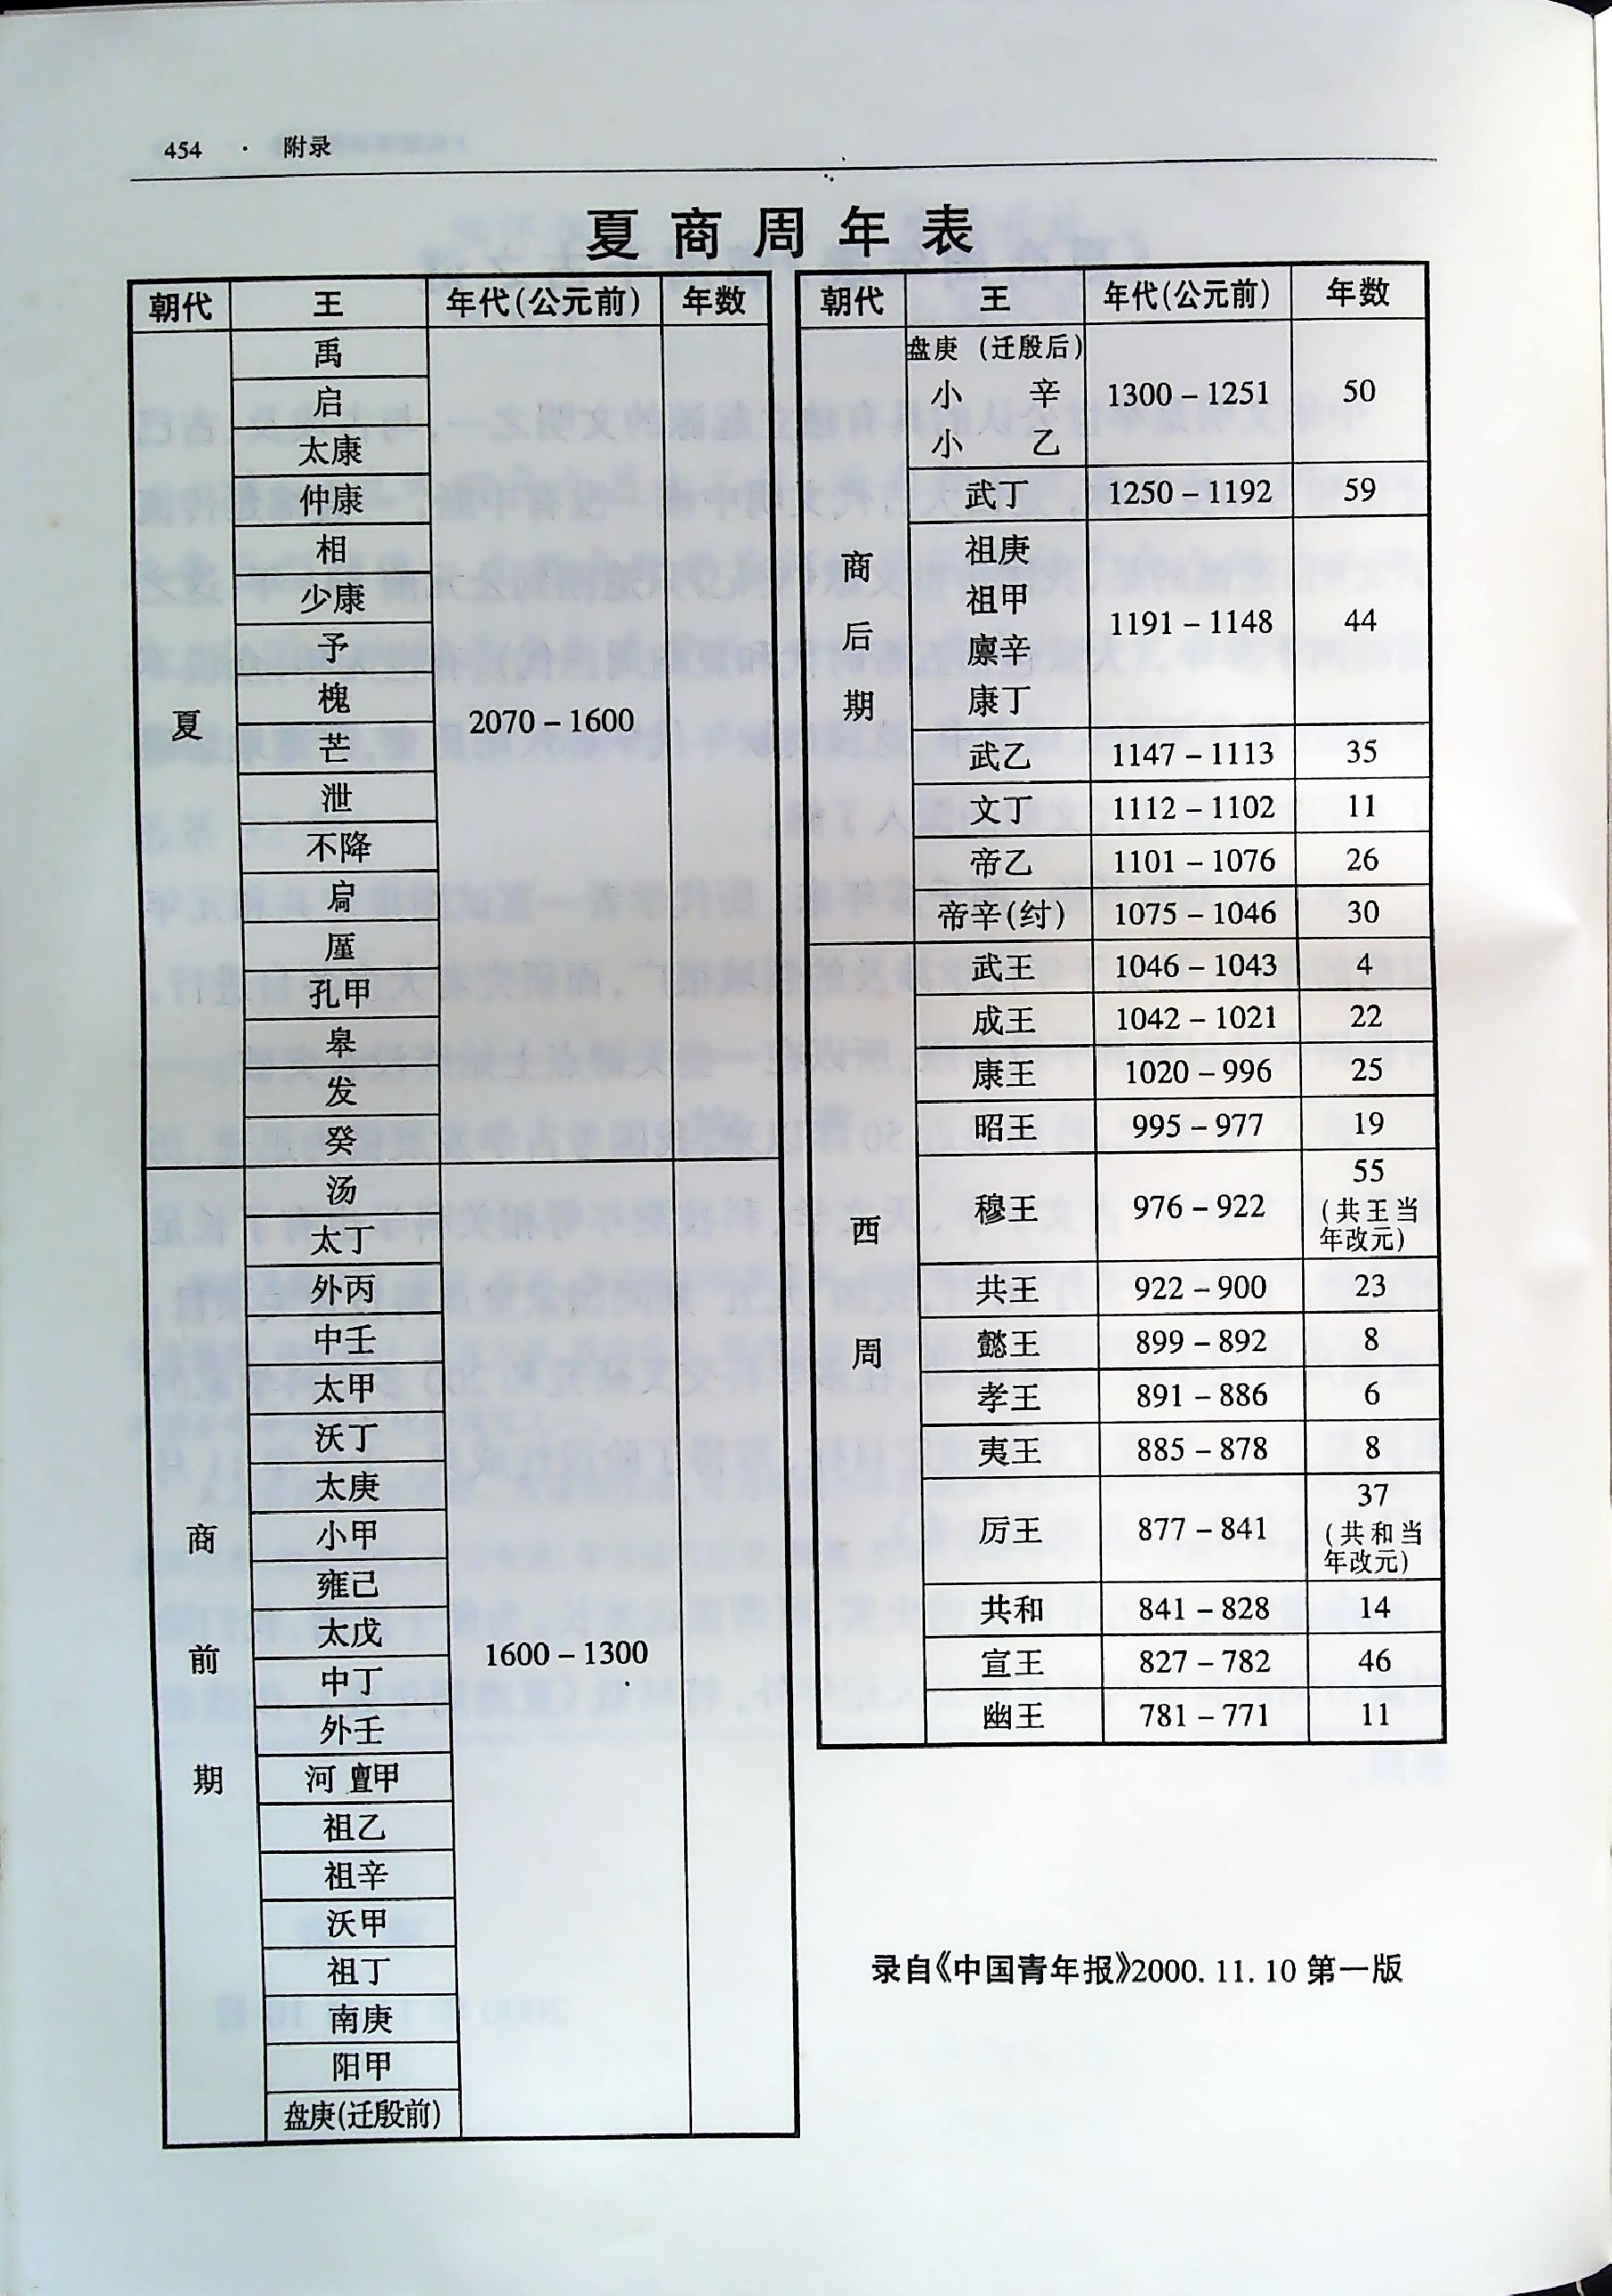 454 · 附录
夏商周年表
朝代 王 年代(公元前) 年数
夏
禹
启
太康
仲康
相
少康
予
槐
芒
泄
不降
扃
廑
孔甲
皋
发
癸
2070－1600
商前期
汤
太丁
外丙
中壬
太甲
沃丁
太庚
小甲
雍己
太戊
中丁
外壬
河亶甲
祖乙
祖辛
沃甲
祖丁
南庚
阳甲
盘庚(迁殷前)
1600－1300
朝代 王 年代(公元前) 年数
商后期
盘庚（迁殷后）
小辛 1300－1251 50
小乙
武丁 1250－1192 59
祖庚
祖甲
1191－1148 44
廪辛
康丁
武乙 1147－1113 35
文丁 1112－1102 11
帝乙 1101－1076 26
帝辛(纣) 1075－1046 30
西周
武王 1046－1043 4
成王 1042－1021 22
康王 1020－996 25
昭王 995－977 19
穆王 976－922 55
(共王当
年改元)
共王 922－900 23
懿王 899－892 8
孝王 891－886 6
夷王 885－878 8
厉王 877－841 37
(共和当
年改元)
共和 841－828 14
宣王 827－782 46
幽王 781－771 11
录自《中国青年报》2000.11.10第一版